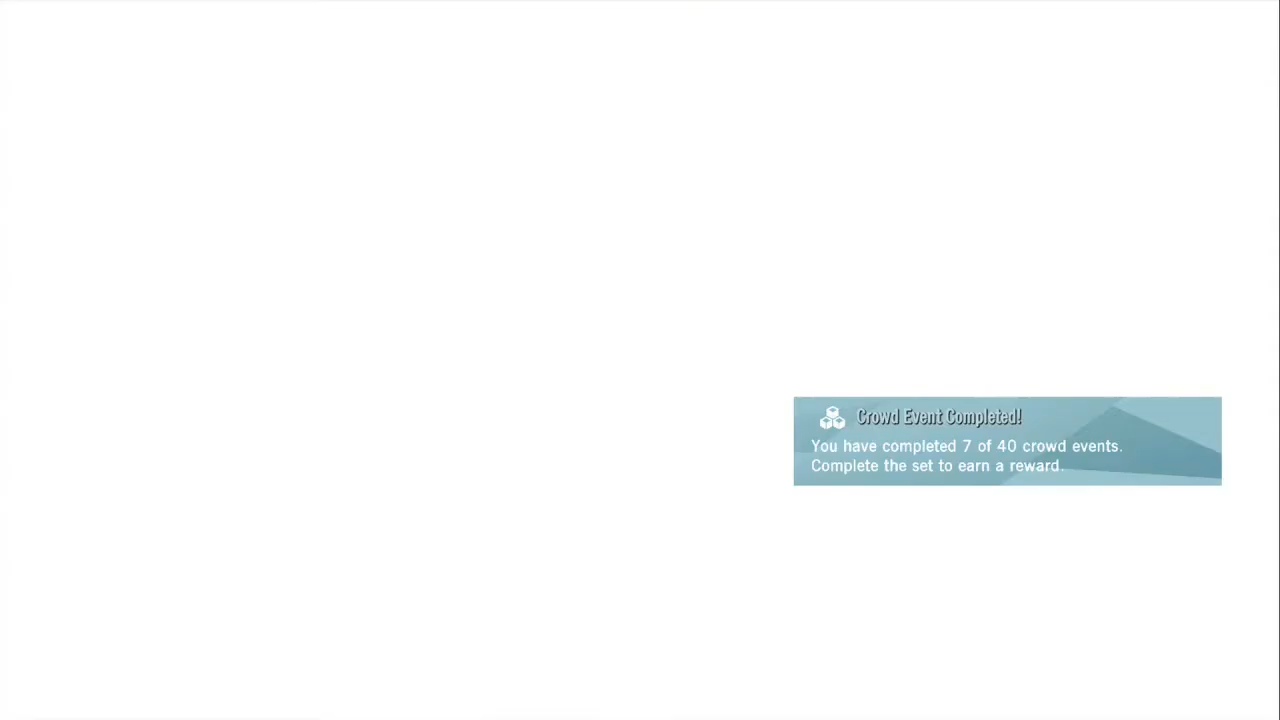 Crowd Event Completed!
You have completed 7 of 40 crowd events.
Complete the set to earn a reward.